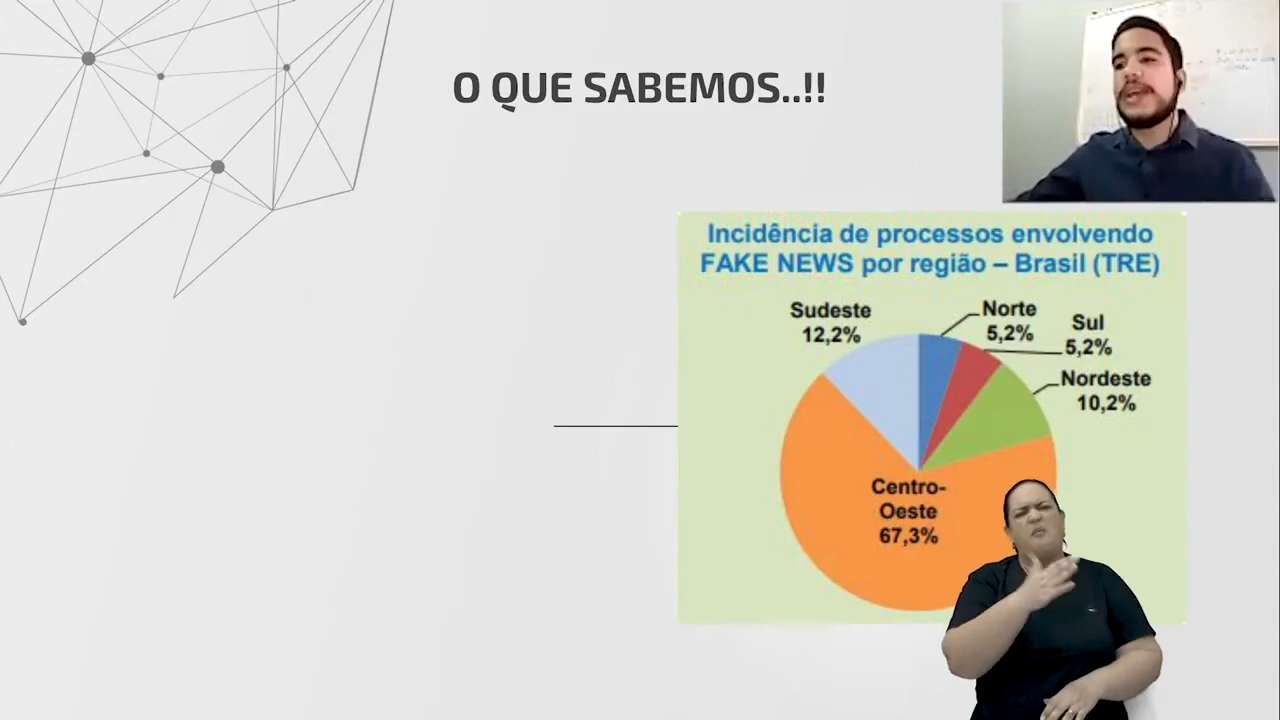 O QUE SABEMOS..!!
Incidência de processos envolvendo
FAKE NEWS por região – Brasil (TRE)
Sudeste
12,2%
Norte
5,2%
Sul
5,2%
Nordeste
10,2%
Centro-
Oeste
67,3%